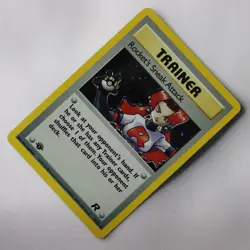 TRAINER
Rocket's Sneak Attack
Look at your opponent's hand. If
he or she has any Trainer cards,
choose 1 of them. Your opponent
shuffles that card into his or her
deck.